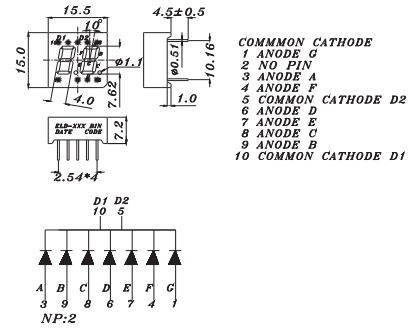 15.5
4.5±0.5
10
D1 D2
15.0
Ø1.1
Ø0.51
10.16
4.0
7.62
1.0
ELD-XXX BIN
DATE CODE
7.2
2.54*4
COMMMON CATHODE
1 ANODE G
2 NO PIN
3 ANODE A
4 ANODE F
5 COMMON CATHODE D2
6 ANODE D
7 ANODE E
8 ANODE C
9 ANODE B
10 COMMON CATHODE D1
D1 D2
10 5
A B C D E F G
3 9 8 6 7 4 1
NP:2